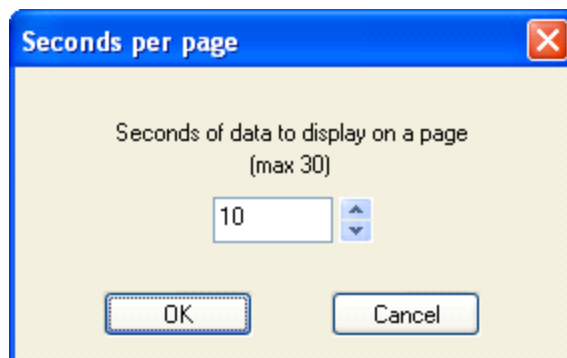 Seconds per page
Seconds of data to display on a page
(max 30)
10
OK
Cancel